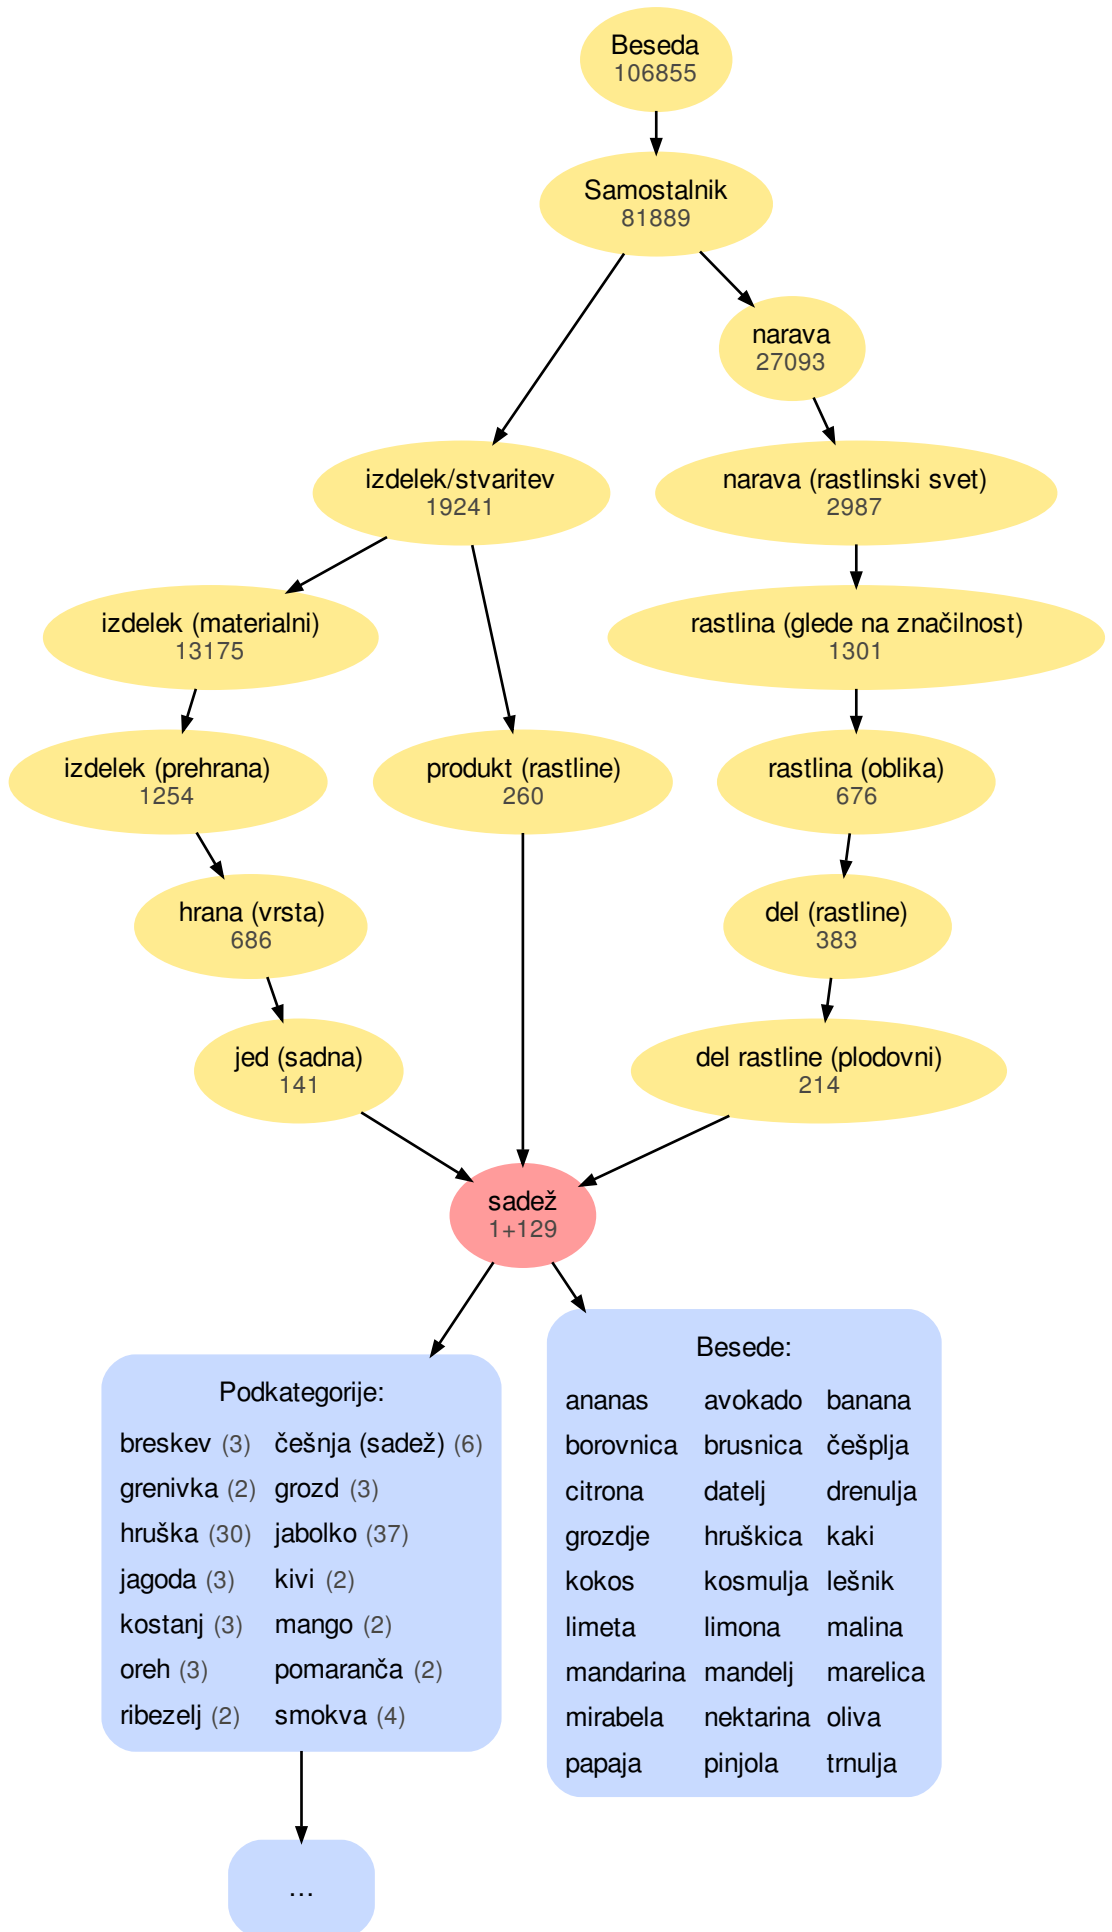 Beseda
106855
Samostalnik
81889
narava
27093
izdelek/stvaritev
19241
narava (rastlinski svet)
2987
izdelek (materialni)
13175
rastlina (glede na značilnost)
1301
izdelek (prehrana)
1254
produkt (rastline)
260
rastlina (oblika)
676
hrana (vrsta)
686
del (rastline)
383
jed (sadna)
141
del rastline (plodovni)
214
sadež
1+129
Podkategorije:
breskev (3) češnja (sadež) (6)
grenivka (2) grozd (3)
hruška (30) jabolko (37)
jagoda (3) kivi (2)
kostanj (3) mango (2)
oreh (3) pomaranča (2)
ribezelj (2) smokva (4)
Besede:
ananas avokado banana
borovnica brusnica češplja
citrona datelj drenulja
grozdje hruškica kaki
kokos kosmulja lešnik
limeta limona malina
mandarina mandelj marelica
mirabela nektarina oliva
papaja pinjola trnulja
...